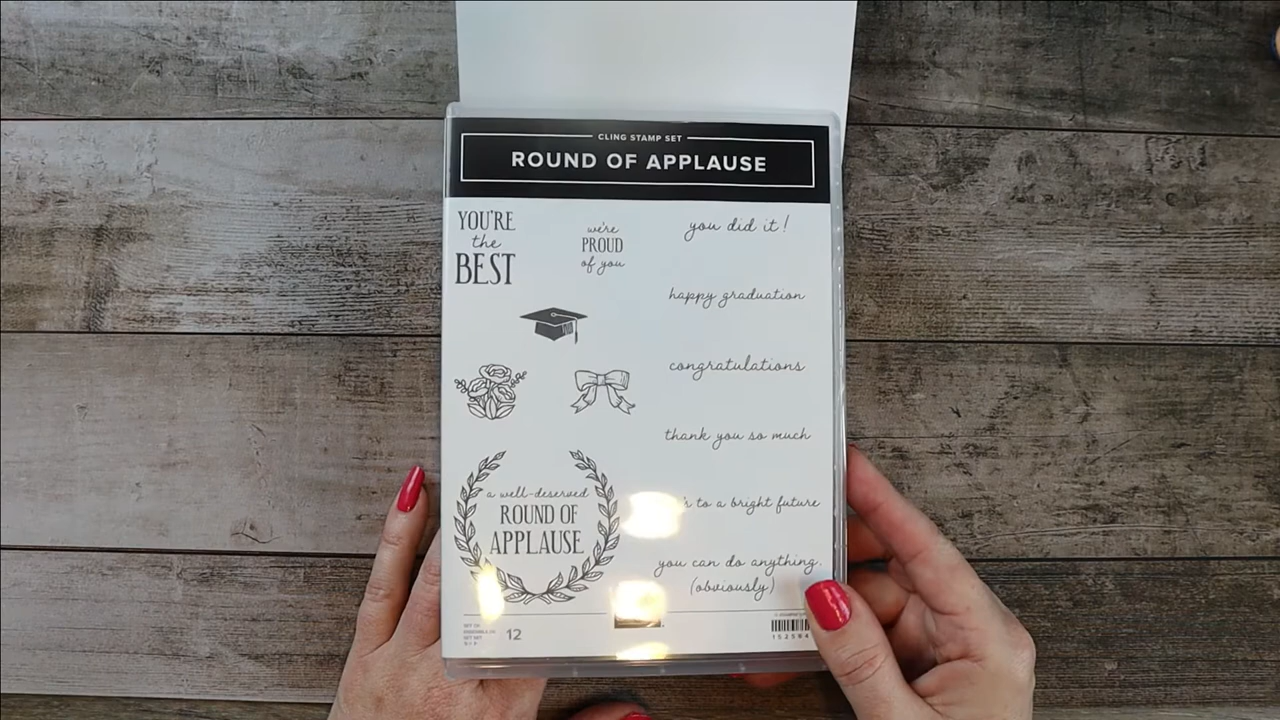 CLING STAMP SET
ROUND OF APPLAUSE
YOU'RE
the
BEST
we're
PROUD
of you
you did it!
happy graduation
congratulations
thank you so much
to a bright future
you can do anything.
(obviously)
a well-deserved
ROUND OF
APPLAUSE
12